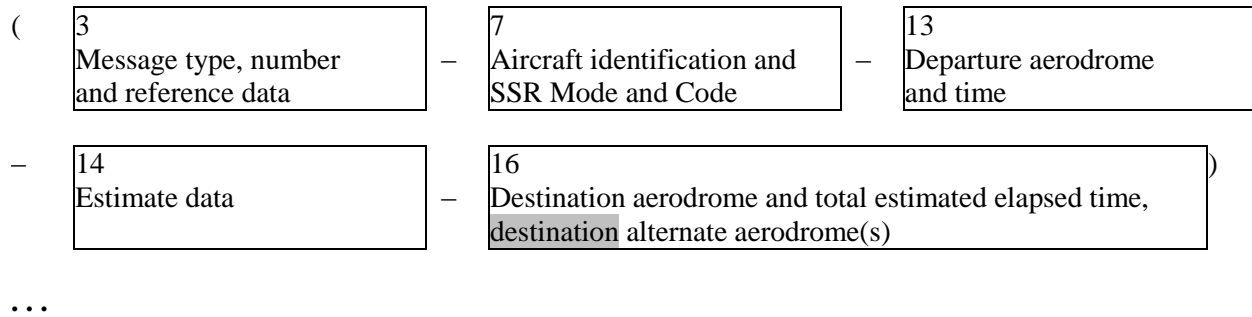 ( 3 7 13
Message type, number – Aircraft identification and – Departure aerodrome
and reference data SSR Mode and Code and time
– 14 16 )
Estimate data – Destination aerodrome and total estimated elapsed time,
destination alternate aerodrome(s)
...